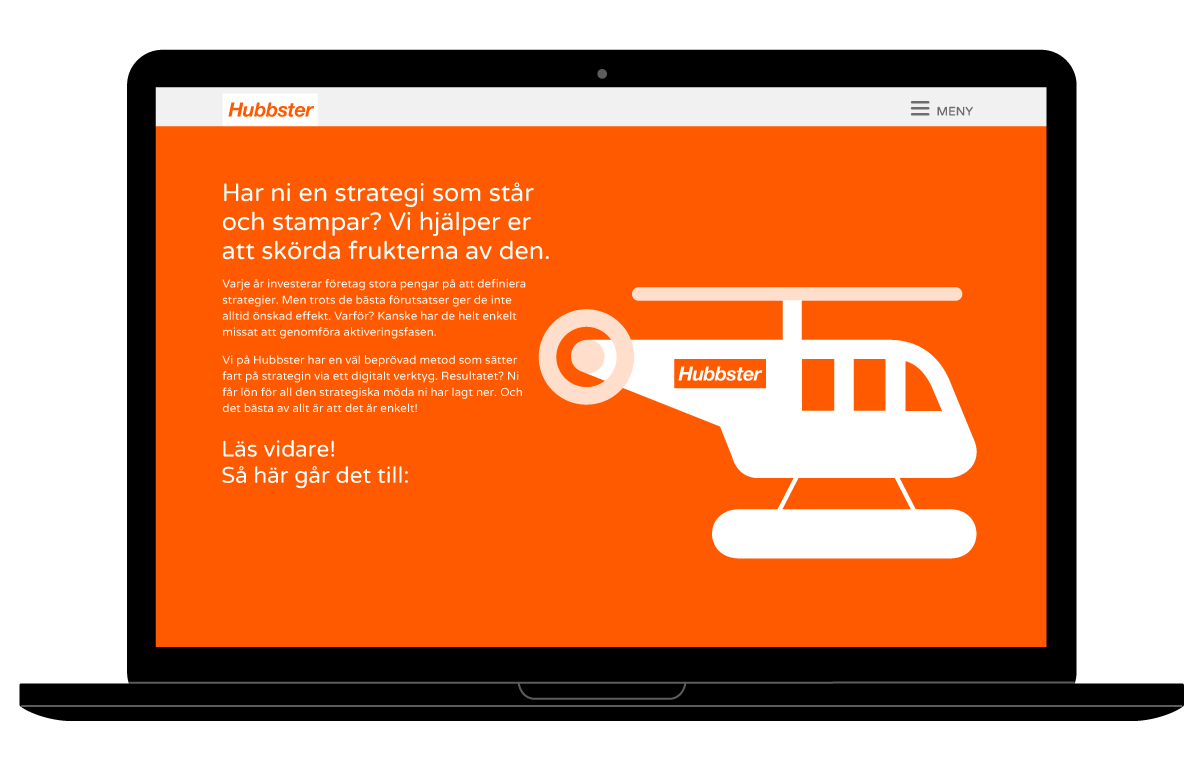 Hubbster
MENY
Har ni en strategi som står
och stampar? Vi hjälper er
att skörda frukterna av den.
Varje år investerar företag stora pengar på att definiera
strategier. Men trots de bästa förutsatser ger de inte
alltid önskad effekt. Varför? Kanske har de helt enkelt
missat att genomföra aktiveringsfasen.
Vi på Hubbster har en väl beprövad metod som sätter
fart på strategin via ett digitalt verktyg. Resultatet? Ni
får lön för all den strategiska möda ni har lagt ner. Och
det bästa av allt är att det är enkelt!
Läs vidare!
Så här går det till:
Hubbster